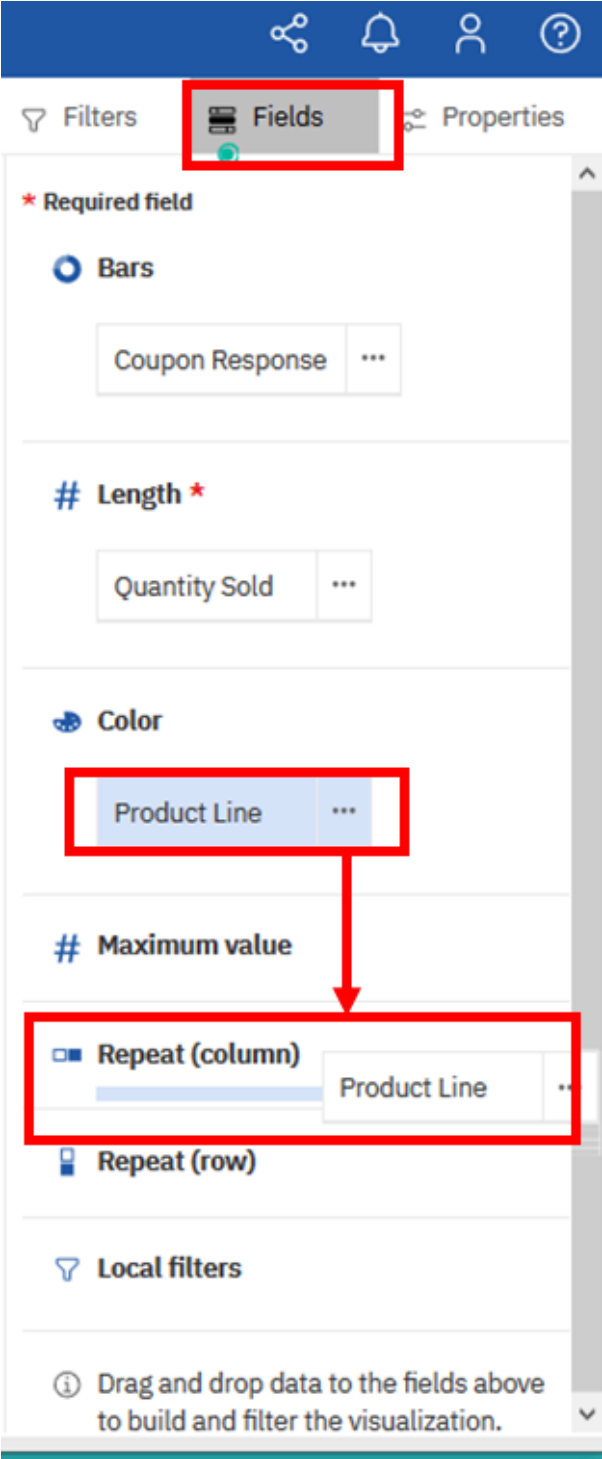 Filters Fields Properties
* Required field
Bars
Coupon Response ...
# Length *
Quantity Sold ...
Color
Product Line ...
# Maximum value
Repeat (column)
Product Line ...
Repeat (row)
Local filters
Drag and drop data to the fields above
to build and filter the visualization.